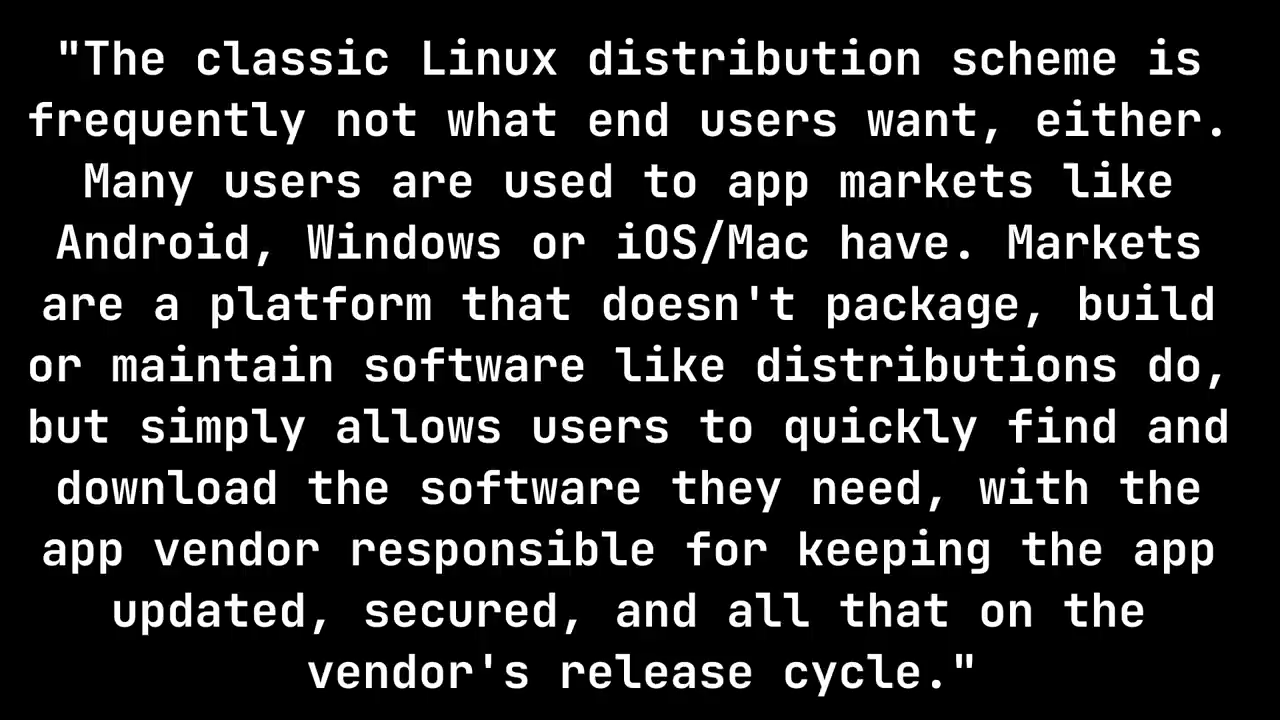 "The classic Linux distribution scheme is
frequently not what end users want, either.
Many users are used to app markets like
Android, Windows or iOS/Mac have. Markets
are a platform that doesn't package, build
or maintain software like distributions do,
but simply allows users to quickly find and
download the software they need, with the
app vendor responsible for keeping the app
updated, secured, and all that on the
vendor's release cycle."